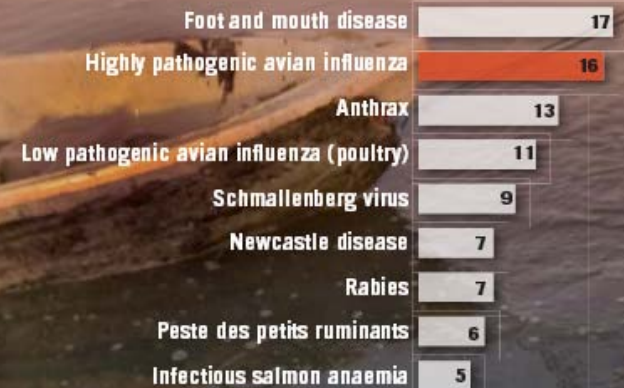 Foot and mouth disease 17
Highly pathogenic avian influenza 16
Anthrax 13
Low pathogenic avian influenza (poultry) 11
Schmallenberg virus 9
Newcastle disease 7
Rabies 7
Peste des petits ruminants 6
Infectious salmon anaemia 5